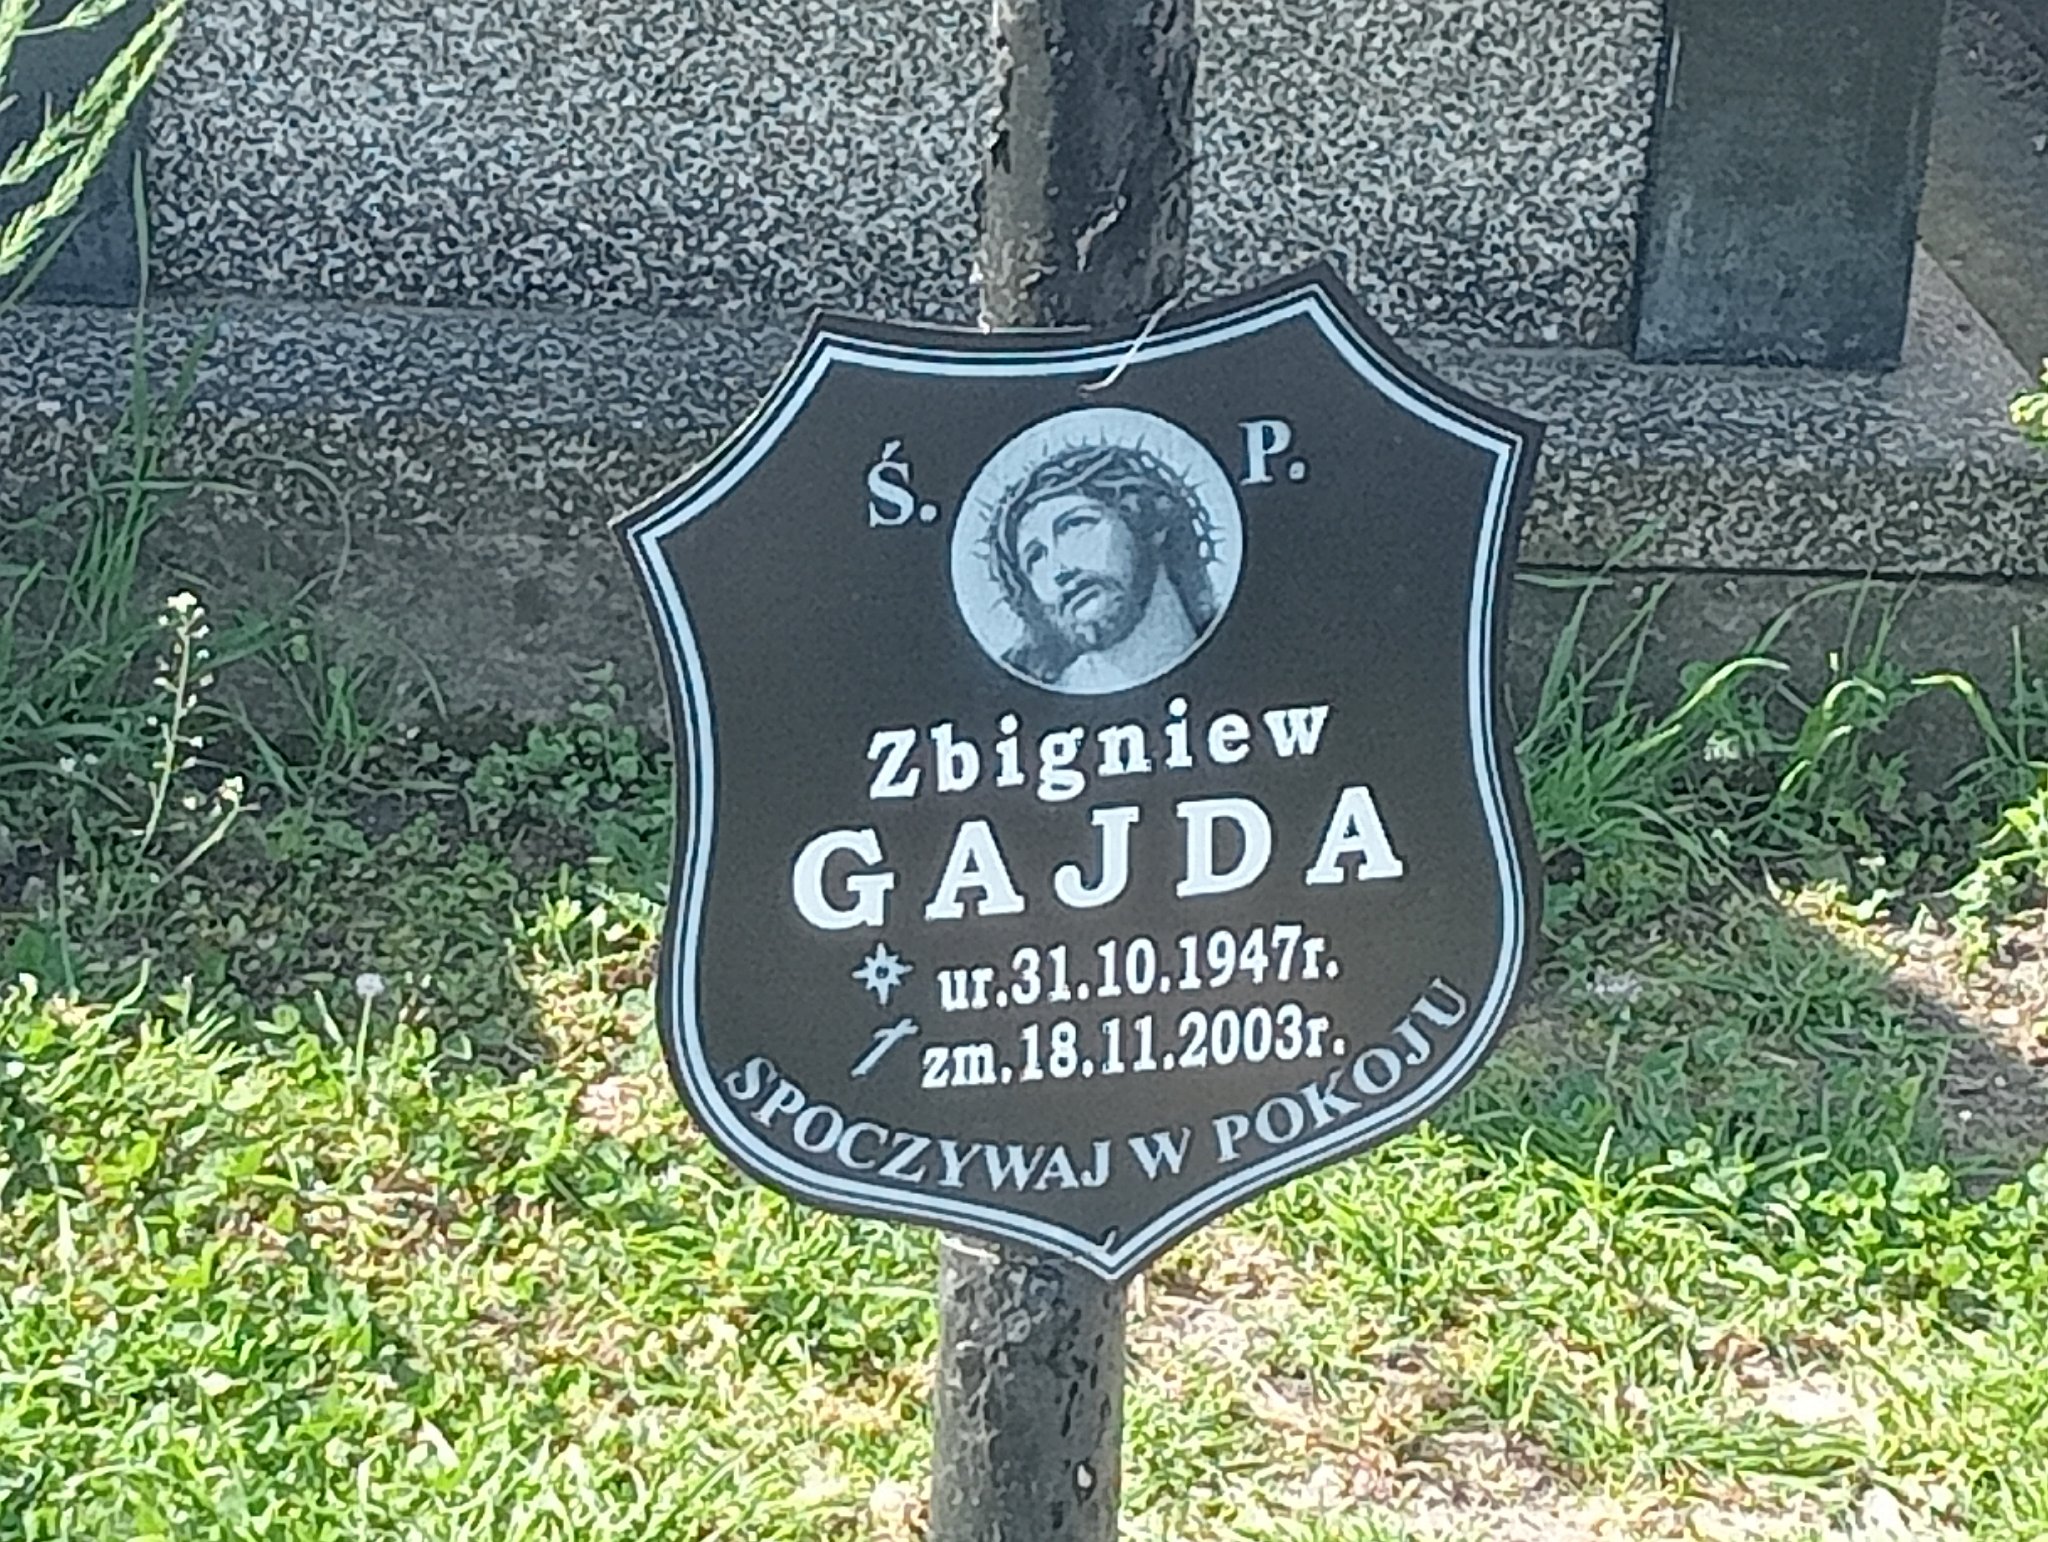 Ś. P.
Zbigniew
GAJDA
ur.31.10.1947r.
zm.18.11.2003r.
SPOCZYWAJ W POKOJU